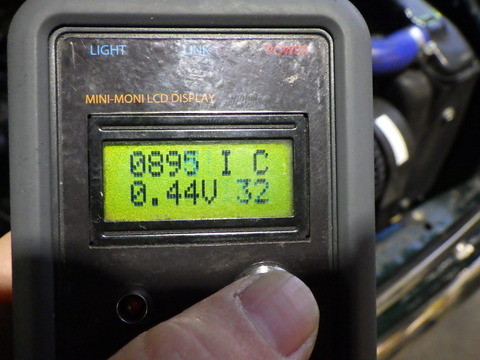 LIGHT LINK POWER
MINI-MONI LCD DISPLAY
0895 I C
0.44V 32